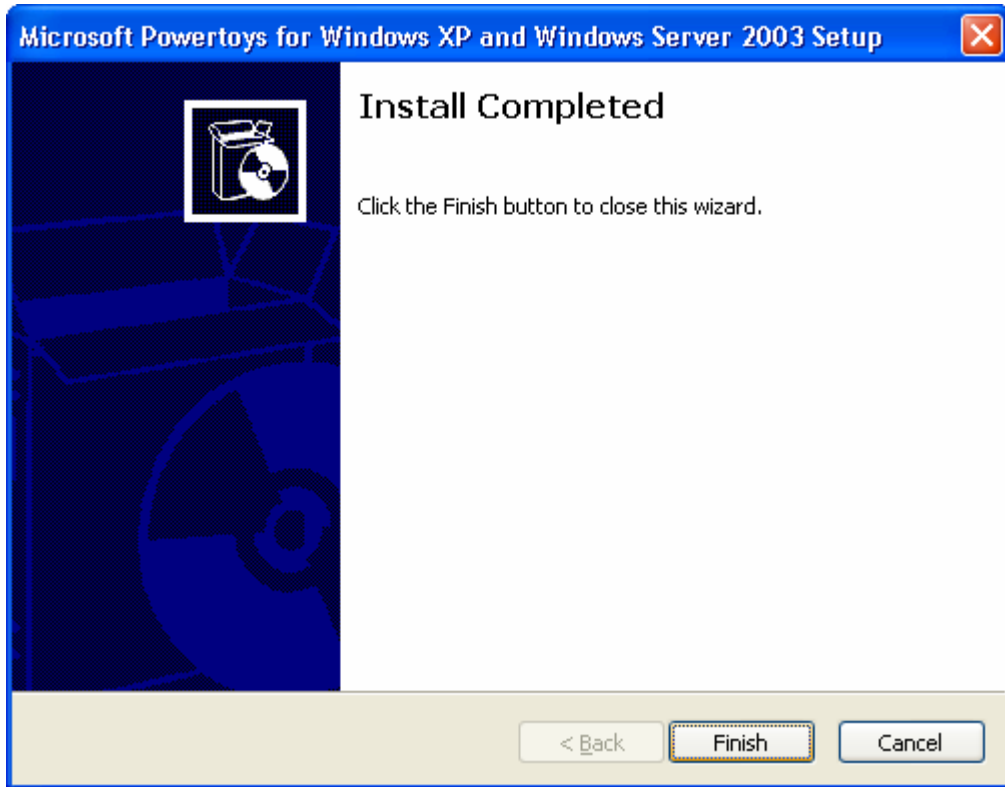 Microsoft Powertoys for Windows XP and Windows Server 2003 Setup
Install Completed
Click the Finish button to close this wizard.
< Back
Finish
Cancel